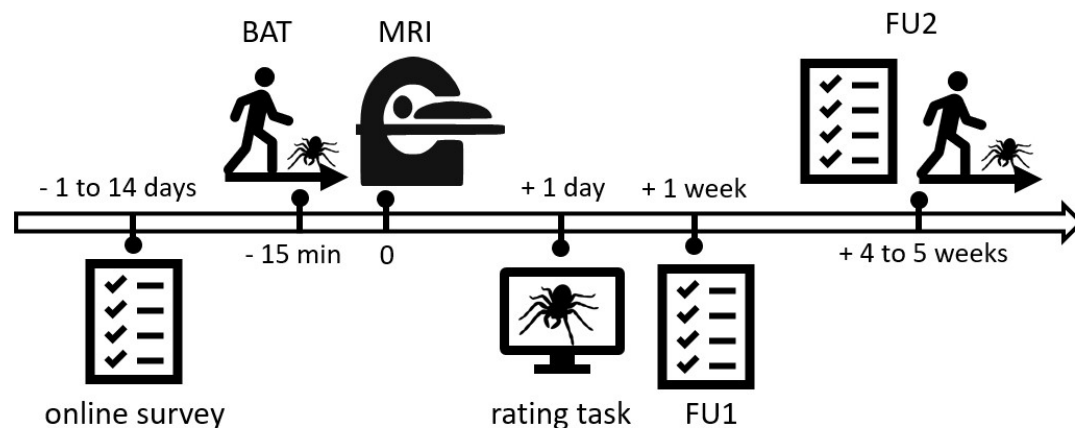 BAT
MRI
FU2
- 1 to 14 days
+ 1 day
+ 1 week
- 15 min
0
+ 4 to 5 weeks
online survey
rating task
FU1